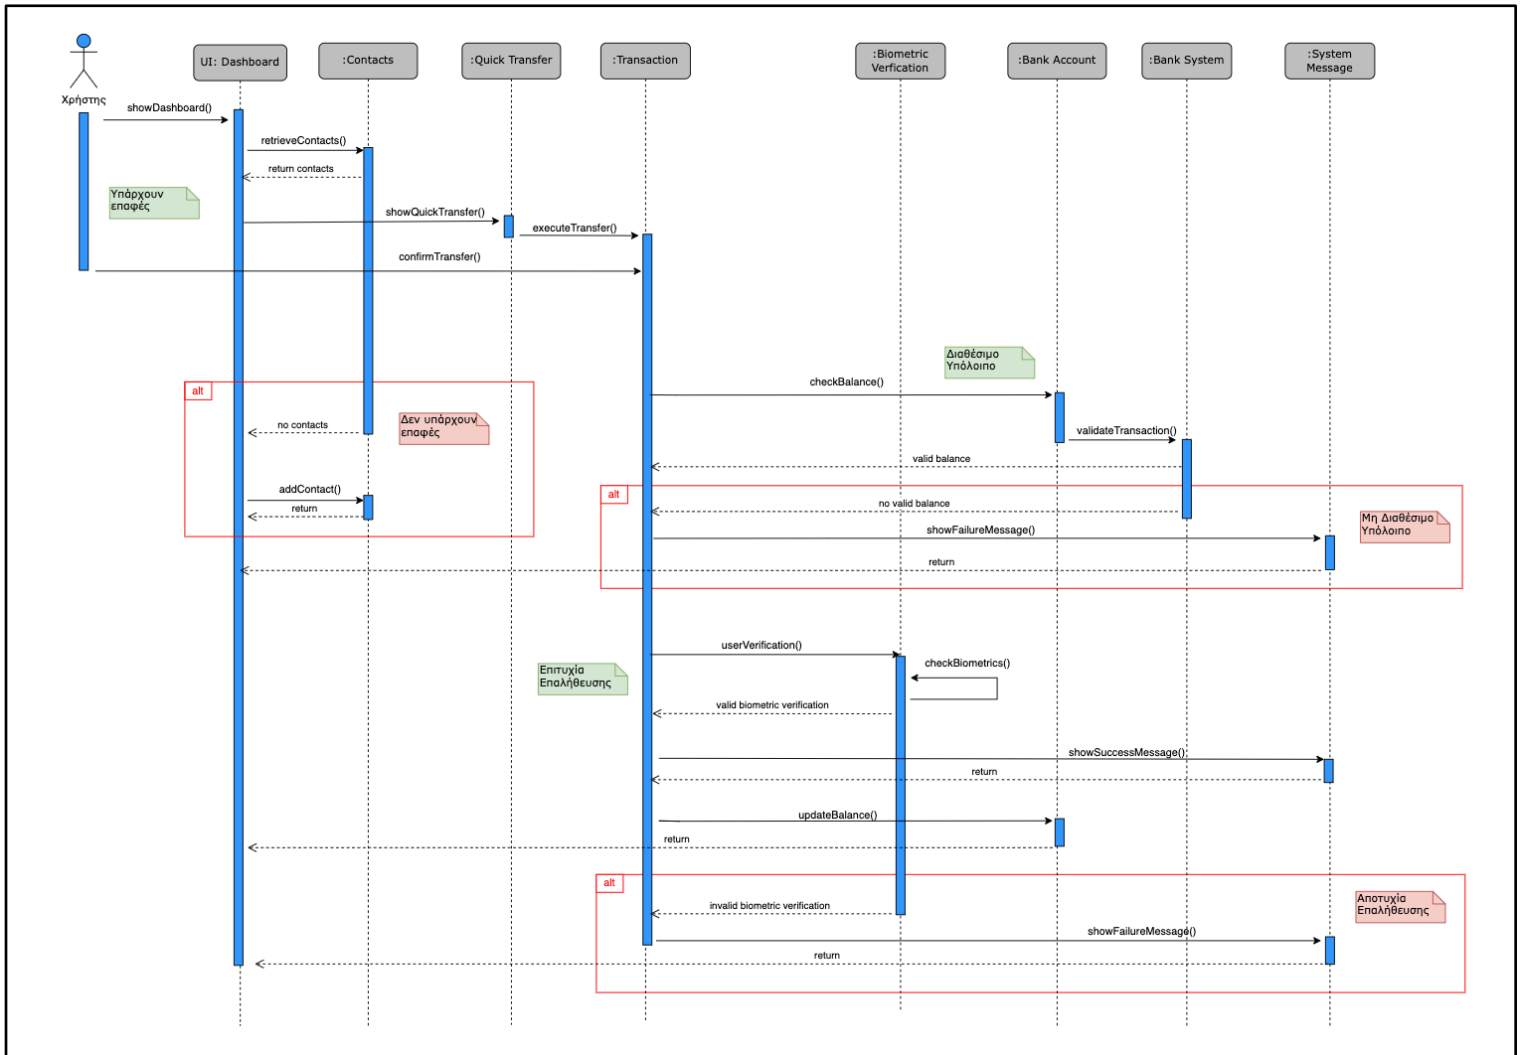 Χρήστης
UI: Dashboard
:Contacts
:Quick Transfer
:Transaction
:Biometric
Verfication
:Bank Account
:Bank System
:System
Message
showDashboard()
retrieveContacts()
return contacts
Υπάρχουν
επαφές
showQuickTransfer()
executeTransfer()
confirmTransfer()
Διαθέσιμο
Υπόλοιπο
checkBalance()
alt
no contacts
Δεν υπάρχουν
επαφές
validateTransaction()
valid balance
addContact()
return
alt
no valid balance
Μη Διαθέσιμο
Υπόλοιπο
showFailureMessage()
return
userVerification()
Επιτυχία
Επαλήθευσης
checkBiometrics()
valid biometric verification
showSuccessMessage()
return
updateBalance()
return
alt
invalid biometric verification
Αποτυχία
Επαλήθευσης
showFailureMessage()
return